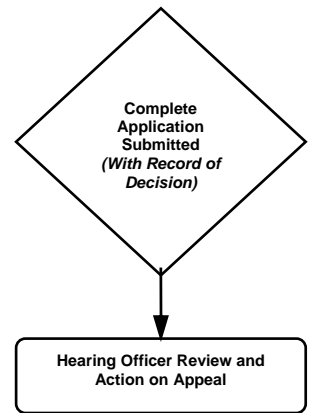 Complete
Application
Submitted
(With Record of
Decision)
Hearing Officer Review and
Action on Appeal